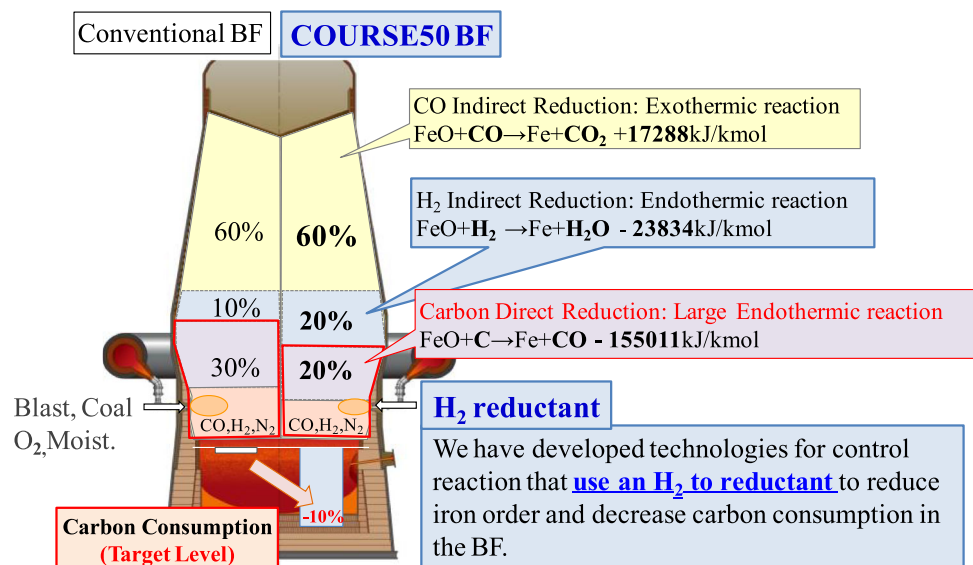 Conventional BF
COURSE50 BF
CO Indirect Reduction: Exothermic reaction
FeO+CO→Fe+CO₂ +17288kJ/kmol
H₂ Indirect Reduction: Endothermic reaction
FeO+H₂ →Fe+H₂O - 23834kJ/kmol
60%
60%
Carbon Direct Reduction: Large Endothermic reaction
FeO+C→Fe+CO - 155011kJ/kmol
10%
20%
30%
20%
Blast, Coal
O₂,Moist.
CO,H₂,N₂
CO,H₂,N₂
H₂ reductant
We have developed technologies for control
reaction that use an H₂ to reductant to reduce
iron order and decrease carbon consumption in
the BF.
-10%
Carbon Consumption
(Target Level)